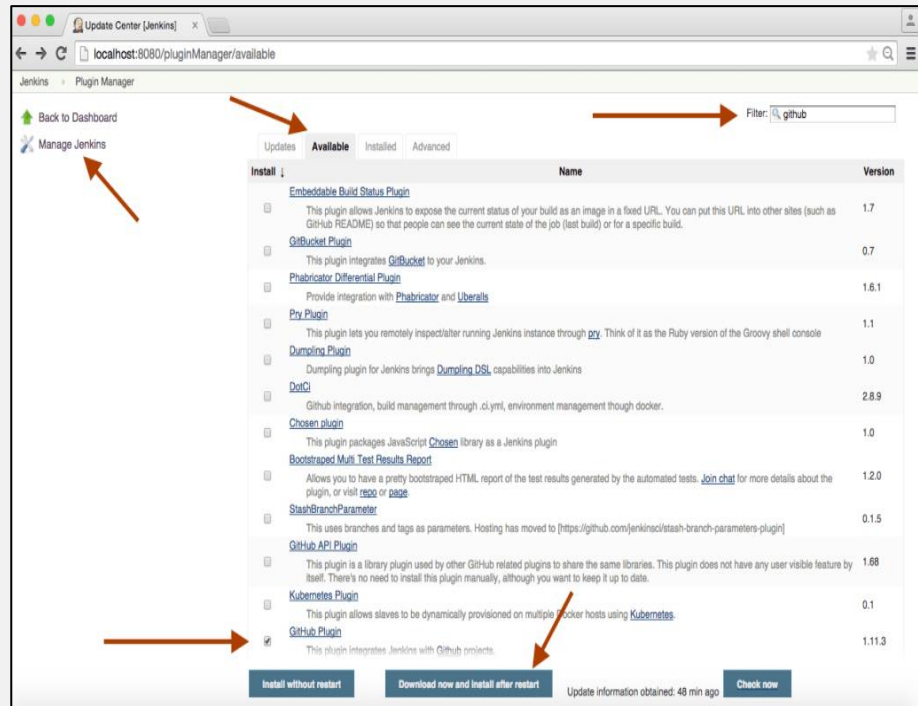 Update Center [Jenkins]
localhost:8080/pluginManager/available
Jenkins Plugin Manager
Back to Dashboard
Manage Jenkins
Filter: github
Updates Available Installed Advanced
Install ↓ Name Version
Embeddable Build Status Plugin
This plugin allows Jenkins to expose the current status of your build as an image in a fixed URL. You can put this URL into other sites (such as 1.7
GitHub README) so that people can see the current state of the job (last build) or for a specific build.
GitBucket Plugin
This plugin integrates GitBucket to your Jenkins. 0.7
Phabricator Differential Plugin
Provide integration with Phabricator and Uberalls 1.6.1
Pry Plugin
This plugin lets you remotely inspect/alter running Jenkins instance through pry. Think of it as the Ruby version of the Groovy shell console 1.1
Dumpling Plugin
Dumpling plugin for Jenkins brings Dumpling DSL capabilities into Jenkins 1.0
DotCi
Github integration, build management through .ci.yml, environment management though docker. 2.8.9
Chosen plugin
This plugin packages JavaScript Chosen library as a Jenkins plugin 1.0
Bootstraped Multi Test Results Report
Allows you to have a pretty bootstraped HTML report of the test results generated by the automated tests. Join chat for more details about the 1.2.0
plugin, or visit repo or page.
StashBranchParameter
This uses branches and tags as parameters. Hosting has moved to [https://github.com/jenkinsci/stash-branch-parameters-plugin] 0.1.5
GitHub API Plugin
This plugin is a library plugin used by other GitHub related plugins to share the same libraries. This plugin does not have any user visible feature by 1.68
itself. There's no need to install this plugin manually, although you want to keep it up to date.
Kubernetes Plugin
This plugin allows slaves to be dynamically provisioned on multiple Docker hosts using Kubernetes. 0.1
GitHub Plugin
This plugin integrates Jenkins with Github projects. 1.11.3
Install without restart Download now and install after restart Update information obtained: 48 min ago Check now